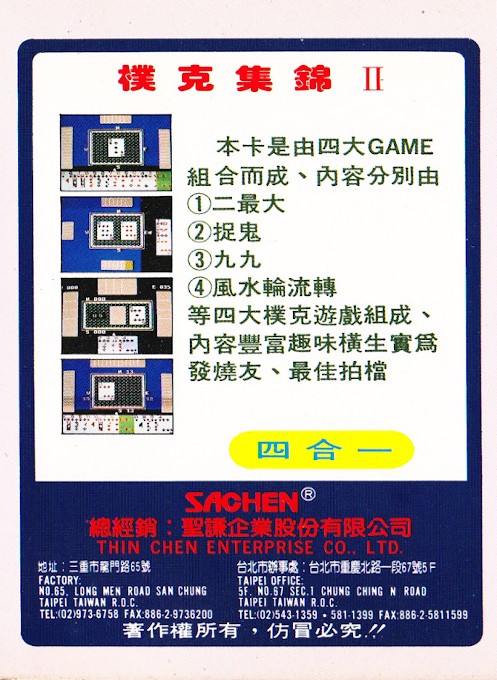 樸克集錦 II
本卡是由四大GAME
組合而成、內容分別由
①二最大
②捉鬼
③九九
④風水輪流轉
等四大樸克遊戲組成、
內容豐富趣味橫生實爲
發燒友、最佳拍檔
四合一
SACHEN®
總經銷：聖謙企業股份有限公司
THIN CHEN ENTERPRISE CO., LTD.
地址：三重市龍門路65號
FACTORY:
NO.65, LONG MEN ROAD SAN CHUNG
TAIPEI TAIWAN R.O.C.
TEL:(02)973-6758 FAX:886-2-9736200
台北市辦事處：台北市重慶北路一段67號5F
TAIPEI OFFICE:
5F, NO.67 SEC.1 CHUNG CHING N ROAD
TAIPEI TAIWAN R.O.C.
TEL:(02)543-1359・581-1399 FAX:886-2-5811599
著作權所有，仿冒必究.!!